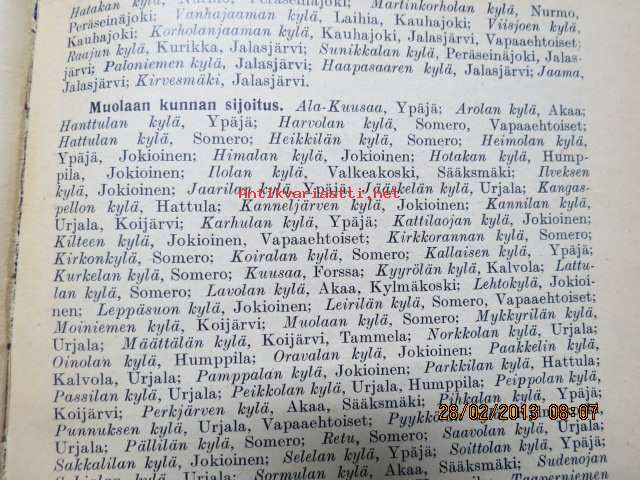 Hatakan kylä, Nurmo, Peräseinäjoki; Martinkorholan kylä, Nurmo,
Peräseinäjoki; Vanhajaaman kylä, Laihia, Kauhajoki; Viisjoen kylä,
Kauhajoki; Korholanjaaman kylä, Kauhajoki, Jalasjärvi, Vapaaehtoiset;
Raajun kylä, Kurikka, Jalasjärvi; Sunikkalan kylä, Peräseinäjoki, Jalas-
järvi; Paloniemen kylä, Jalasjärvi; Haapasaaren kylä, Jalasjärvi; Jaama,
Jalasjärvi; Kirvesmäki, Jalasjärvi.
Muolaan kunnan sijoitus. Ala-Kuusaa, Ypäjä; Arolan kylä, Akaa;
Hanttulan kylä, Ypäjä; Harvolan kylä, Somero, Vapaaehtoiset;
Hattulan kylä, Somero; Heikkilän kylä, Somero; Heimolan kylä,
Ypäjä, Jokioinen; Himalan kylä, Jokioinen; Hotakan kylä, Hump-
pila, Jokioinen; Ilolan kylä, Valkeakoski, Sääksmäki; Ilveksen
kylä, Jokioinen; Jaarilan kylä, Ypäjä; Jääskelän kylä, Urjala; Kangas-
pellon kylä, Hattula; Kanneljärven kylä, Jokioinen; Kannilan kylä,
Urjala, Koijärvi; Karhulan kylä, Ypäjä; Kattilaojan kylä, Jokioinen;
Kilteen kylä, Jokioinen, Vapaaehtoiset; Kirkkorannan kylä, Somero;
Kirkonkylä, Somero; Koiralan kylä, Somero; Kallaisen kylä, Ypäjä;
Kurkelan kylä, Somero; Kuusaa, Forssa; Kyyrölän kylä, Kalvola; Lattu-
lan kylä, Somero; Lavolan kylä, Akaa, Kylmäkoski; Lehtokylä, Jokioi-
nen; Leppäsuon kylä, Jokioinen; Leirilän kylä, Somero, Vapaaehtoiset;
Moiniemen kylä, Koijärvi; Muolaan kylä, Somero; Mykkyrilän kylä,
Urjala; Määttälän kylä, Koijärvi, Tammela; Norkkolan kylä, Urjala;
Oinolan kylä, Humppila; Oravalan kylä, Jokioinen; Paakkelin kylä,
Kalvola, Urjala; Pamppalan kylä, Jokioinen; Parkkilan kylä, Hattula;
Passilan kylä, Urjala; Peikkolan kylä, Urjala, Humppila; Peippolan kylä,
Koijärvi; Perkjärven kylä, Akaa, Sääksmäki; Pihkalan kylä, Ypäjä;
Punnuksen kylä, Urjala, Vapaaehtoiset;
Urjala; Pällilän kylä, Somero; Retu, Somero; Saavolan kylä, Urjala;
Sakkalilan kylä, Jokioinen; Selelan kylä, Ypäjä; Soittolan kylä, Ypäjä;
Urjala; Sormulan kylä, Akaa, Sääksmäki; Sudenojan
Antikvariaatti.net
28/02/2013 08:07